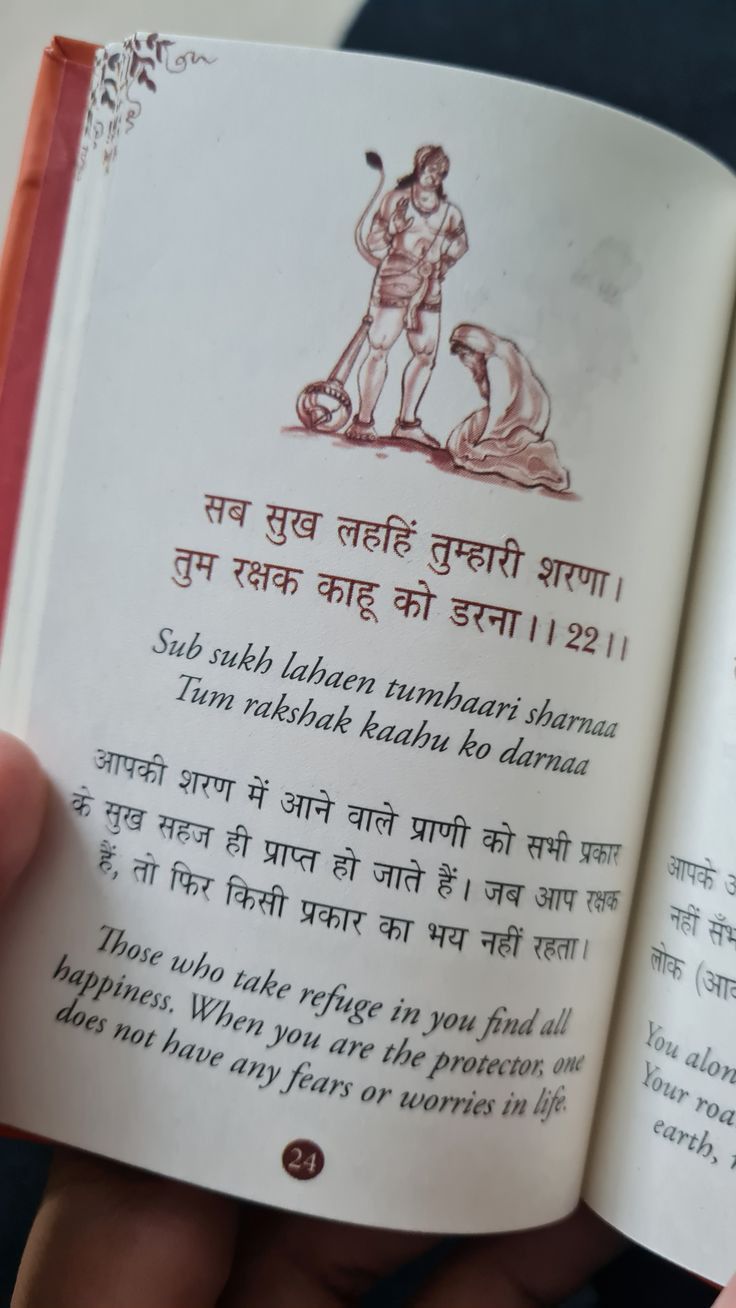 सब सुख लहहिं तुम्हारी शरणा।
तुम रक्षक काहू को डरना।।22।।
Sub sukh lahaen tumhaari sharnaa
Tum rakshak kaahu ko darnaa
आपकी शरण में आने वाले प्राणी को सभी प्रकार
के सुख सहज ही प्राप्त हो जाते हैं। जब आप रक्षक
हैं, तो फिर किसी प्रकार का भय नहीं रहता।
Those who take refuge in you find all
happiness. When you are the protector, one
does not have any fears or worries in life.
24
आपके
नहीं
लोक
You
Your
earth,